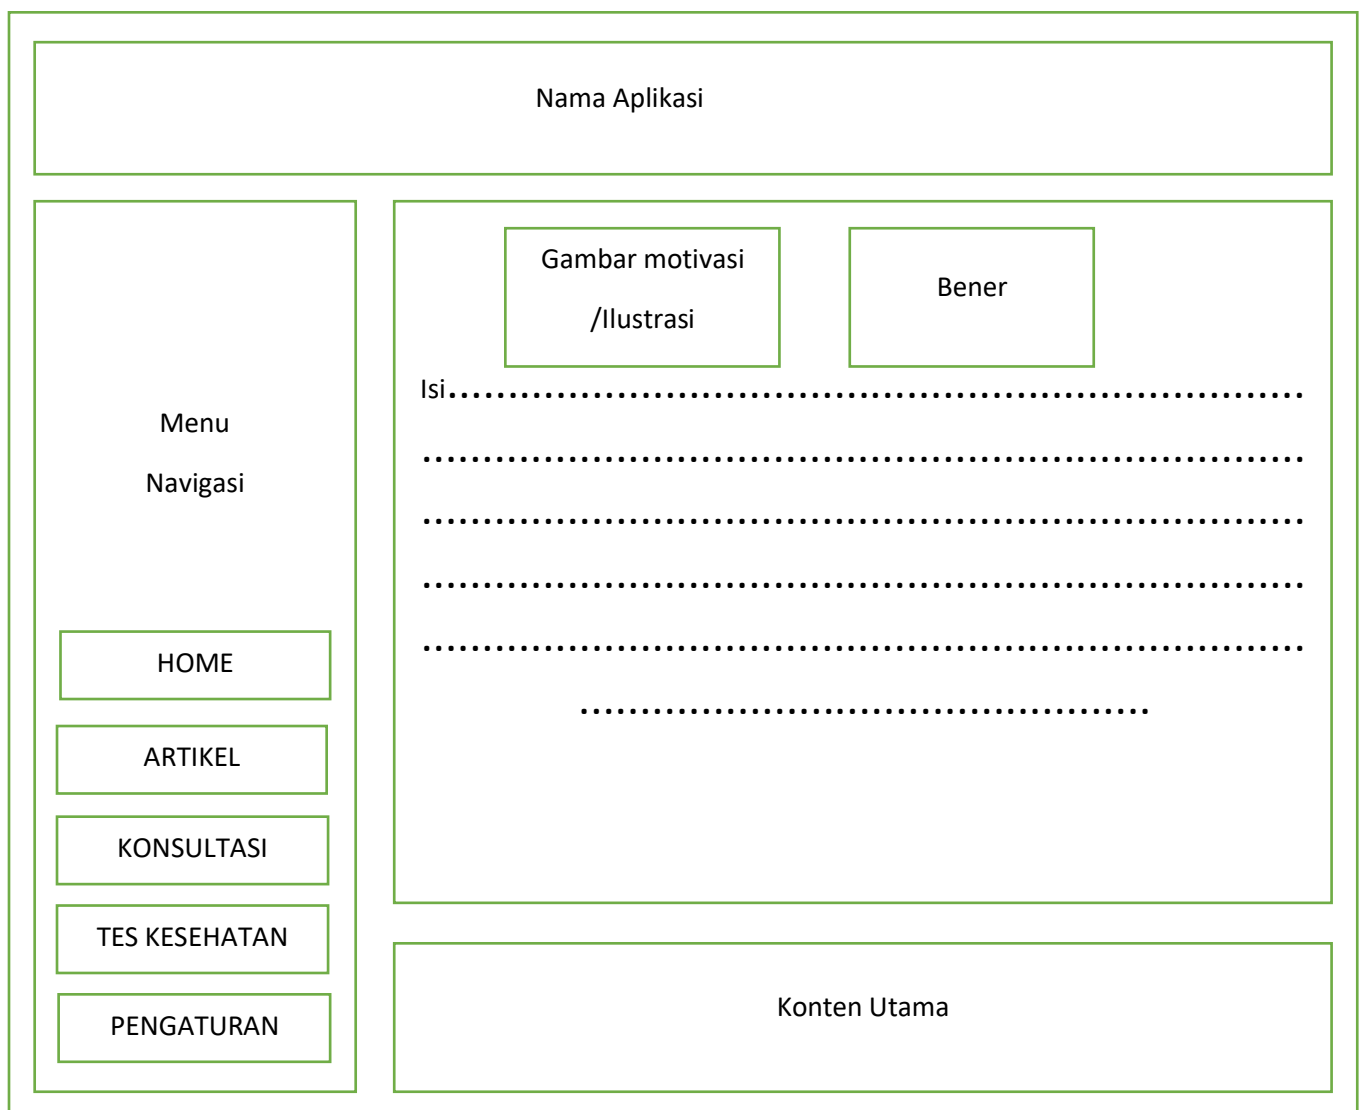 Nama Aplikasi
Menu
Navigasi
HOME
ARTIKEL
KONSULTASI
TES KESEHATAN
PENGATURAN
Gambar motivasi
/Ilustrasi
Bener
Isi.......................................................................
.........................................................................
.........................................................................
.........................................................................
.........................................................................
...............................................
Konten Utama